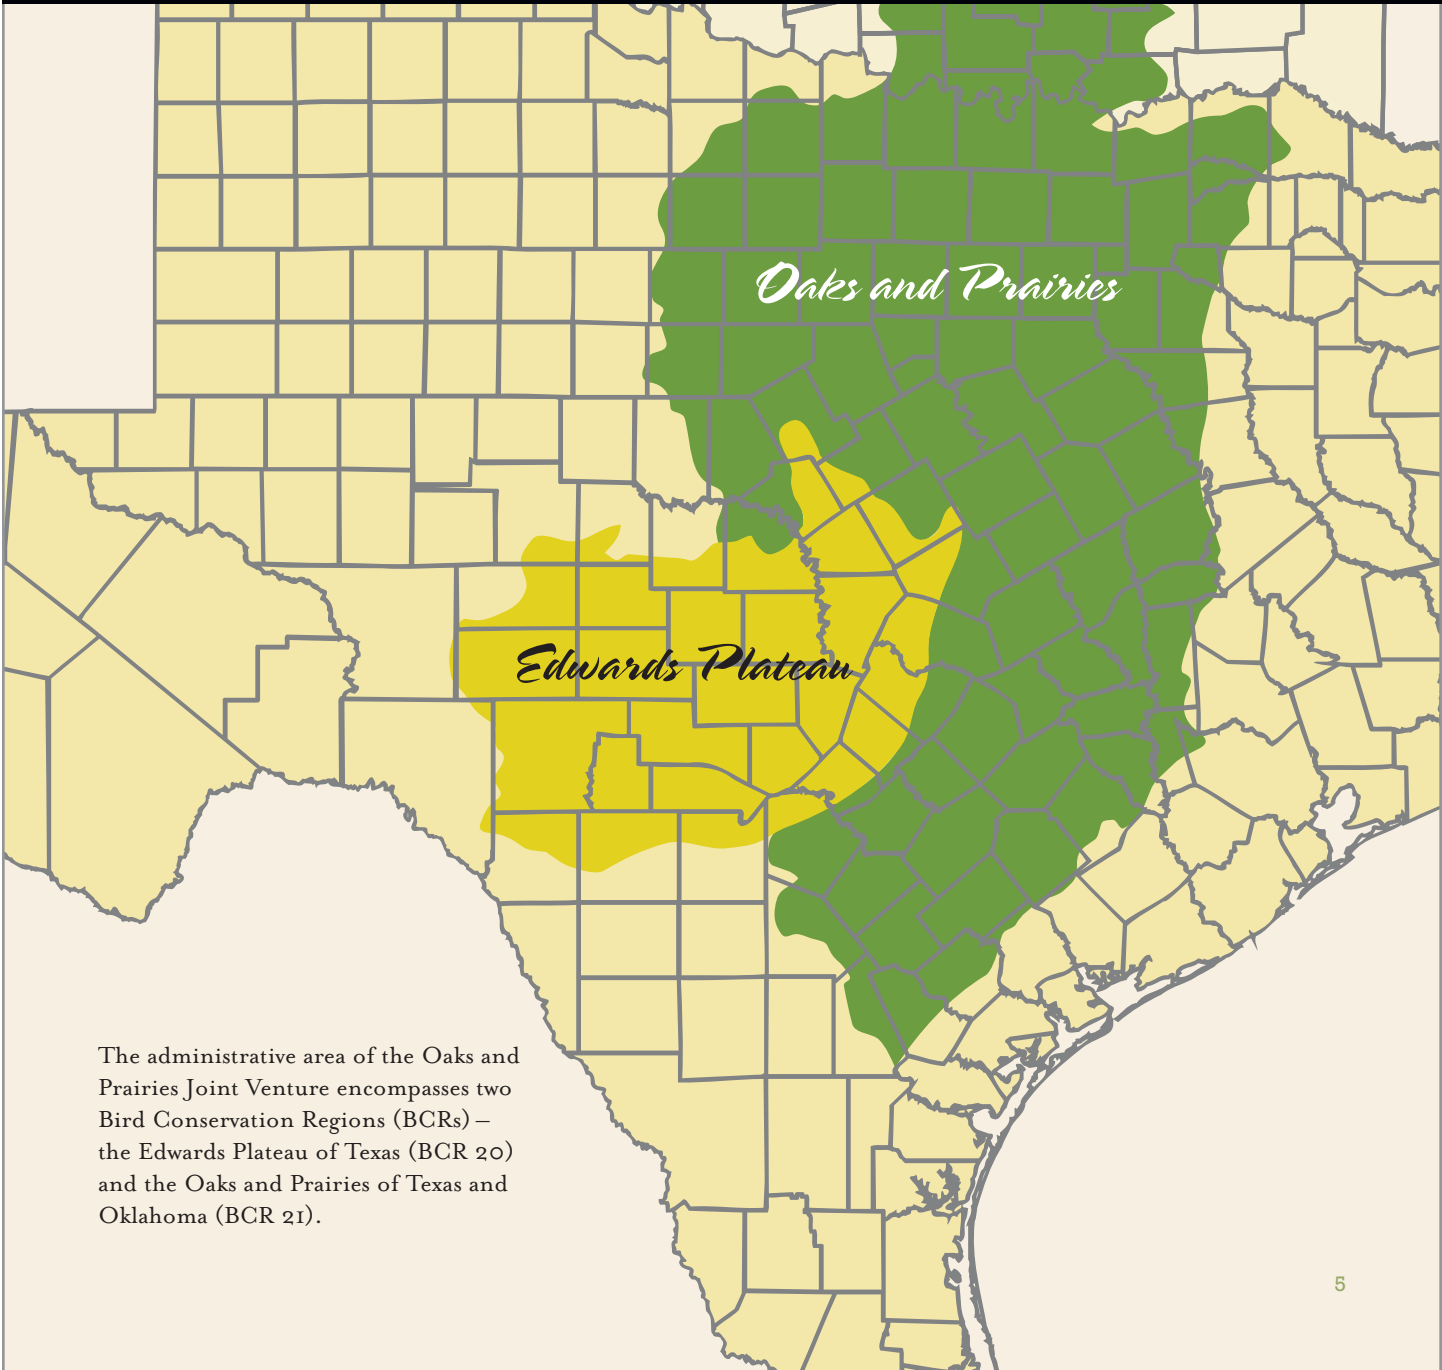 Oaks and Prairies
Edwards Plateau
The administrative area of the Oaks and
Prairies Joint Venture encompasses two
Bird Conservation Regions (BCRs) –
the Edwards Plateau of Texas (BCR 20)
and the Oaks and Prairies of Texas and
Oklahoma (BCR 21).
5